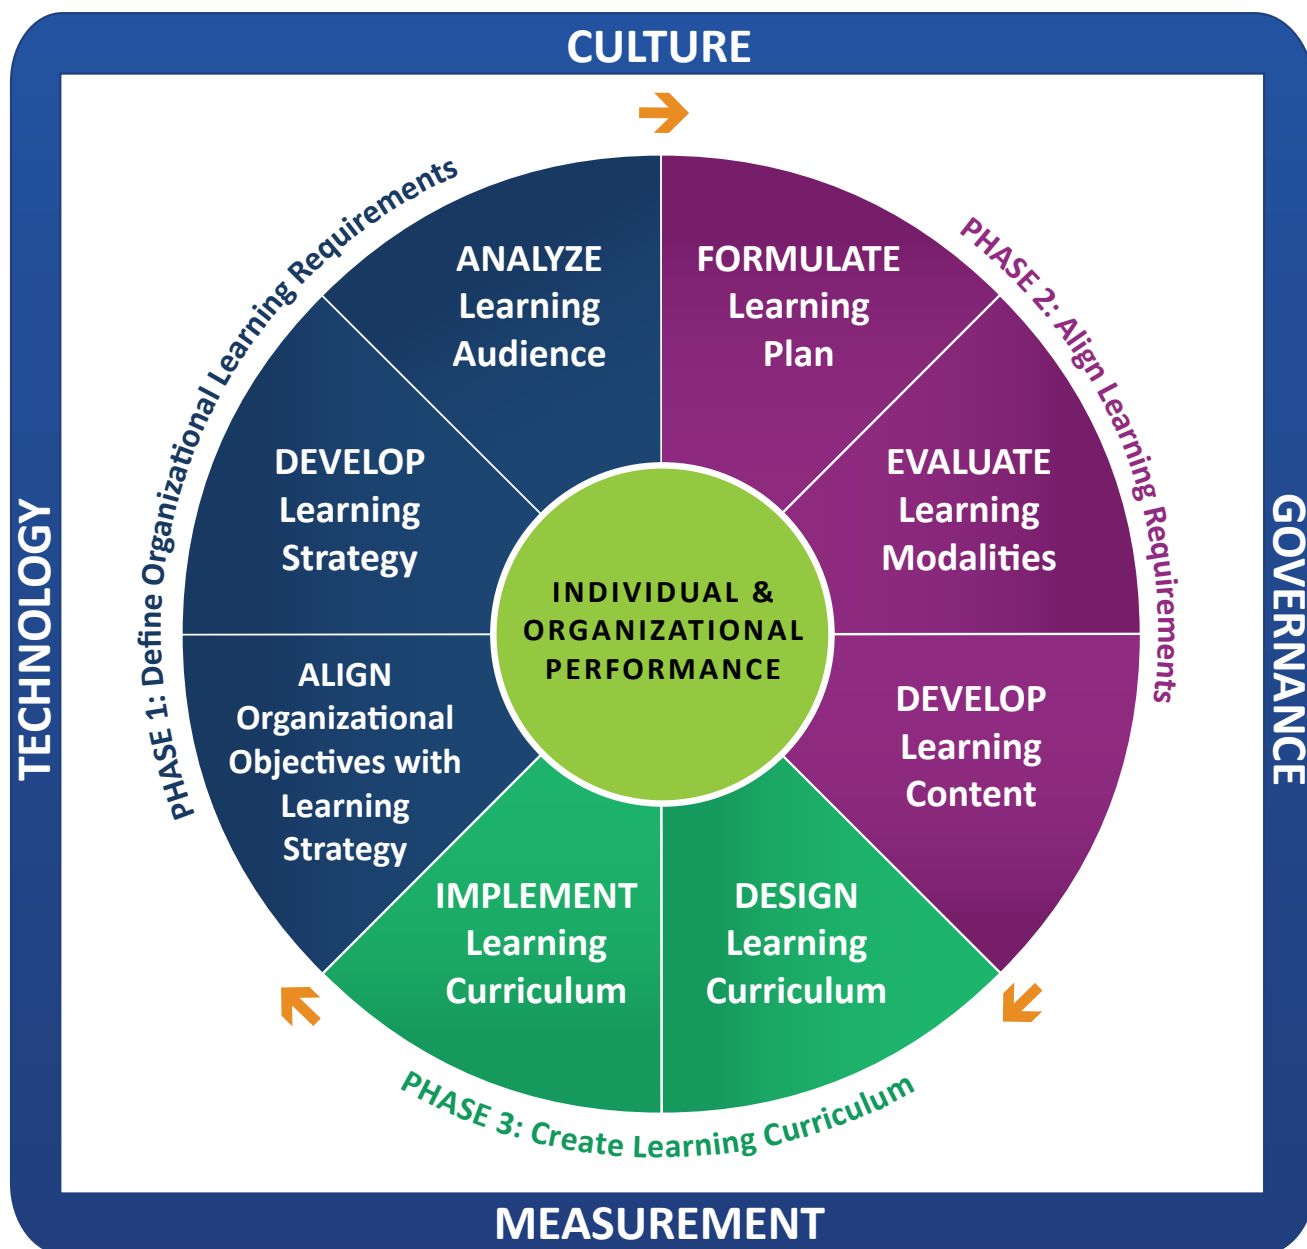 CULTURE
TECHNOLOGY
GOVERNANCE
MEASUREMENT
PHASE 1: Define Organizational Learning Requirements
ALIGN
Organizational
Objectives with
Learning
Strategy
DEVELOP
Learning
Strategy
ANALYZE
Learning
Audience
PHASE 2: Align Learning Requirements
FORMULATE
Learning
Plan
EVALUATE
Learning
Modalities
DEVELOP
Learning
Content
PHASE 3: Create Learning Curriculum
DESIGN
Learning
Curriculum
IMPLEMENT
Learning
Curriculum
INDIVIDUAL &
ORGANIZATIONAL
PERFORMANCE